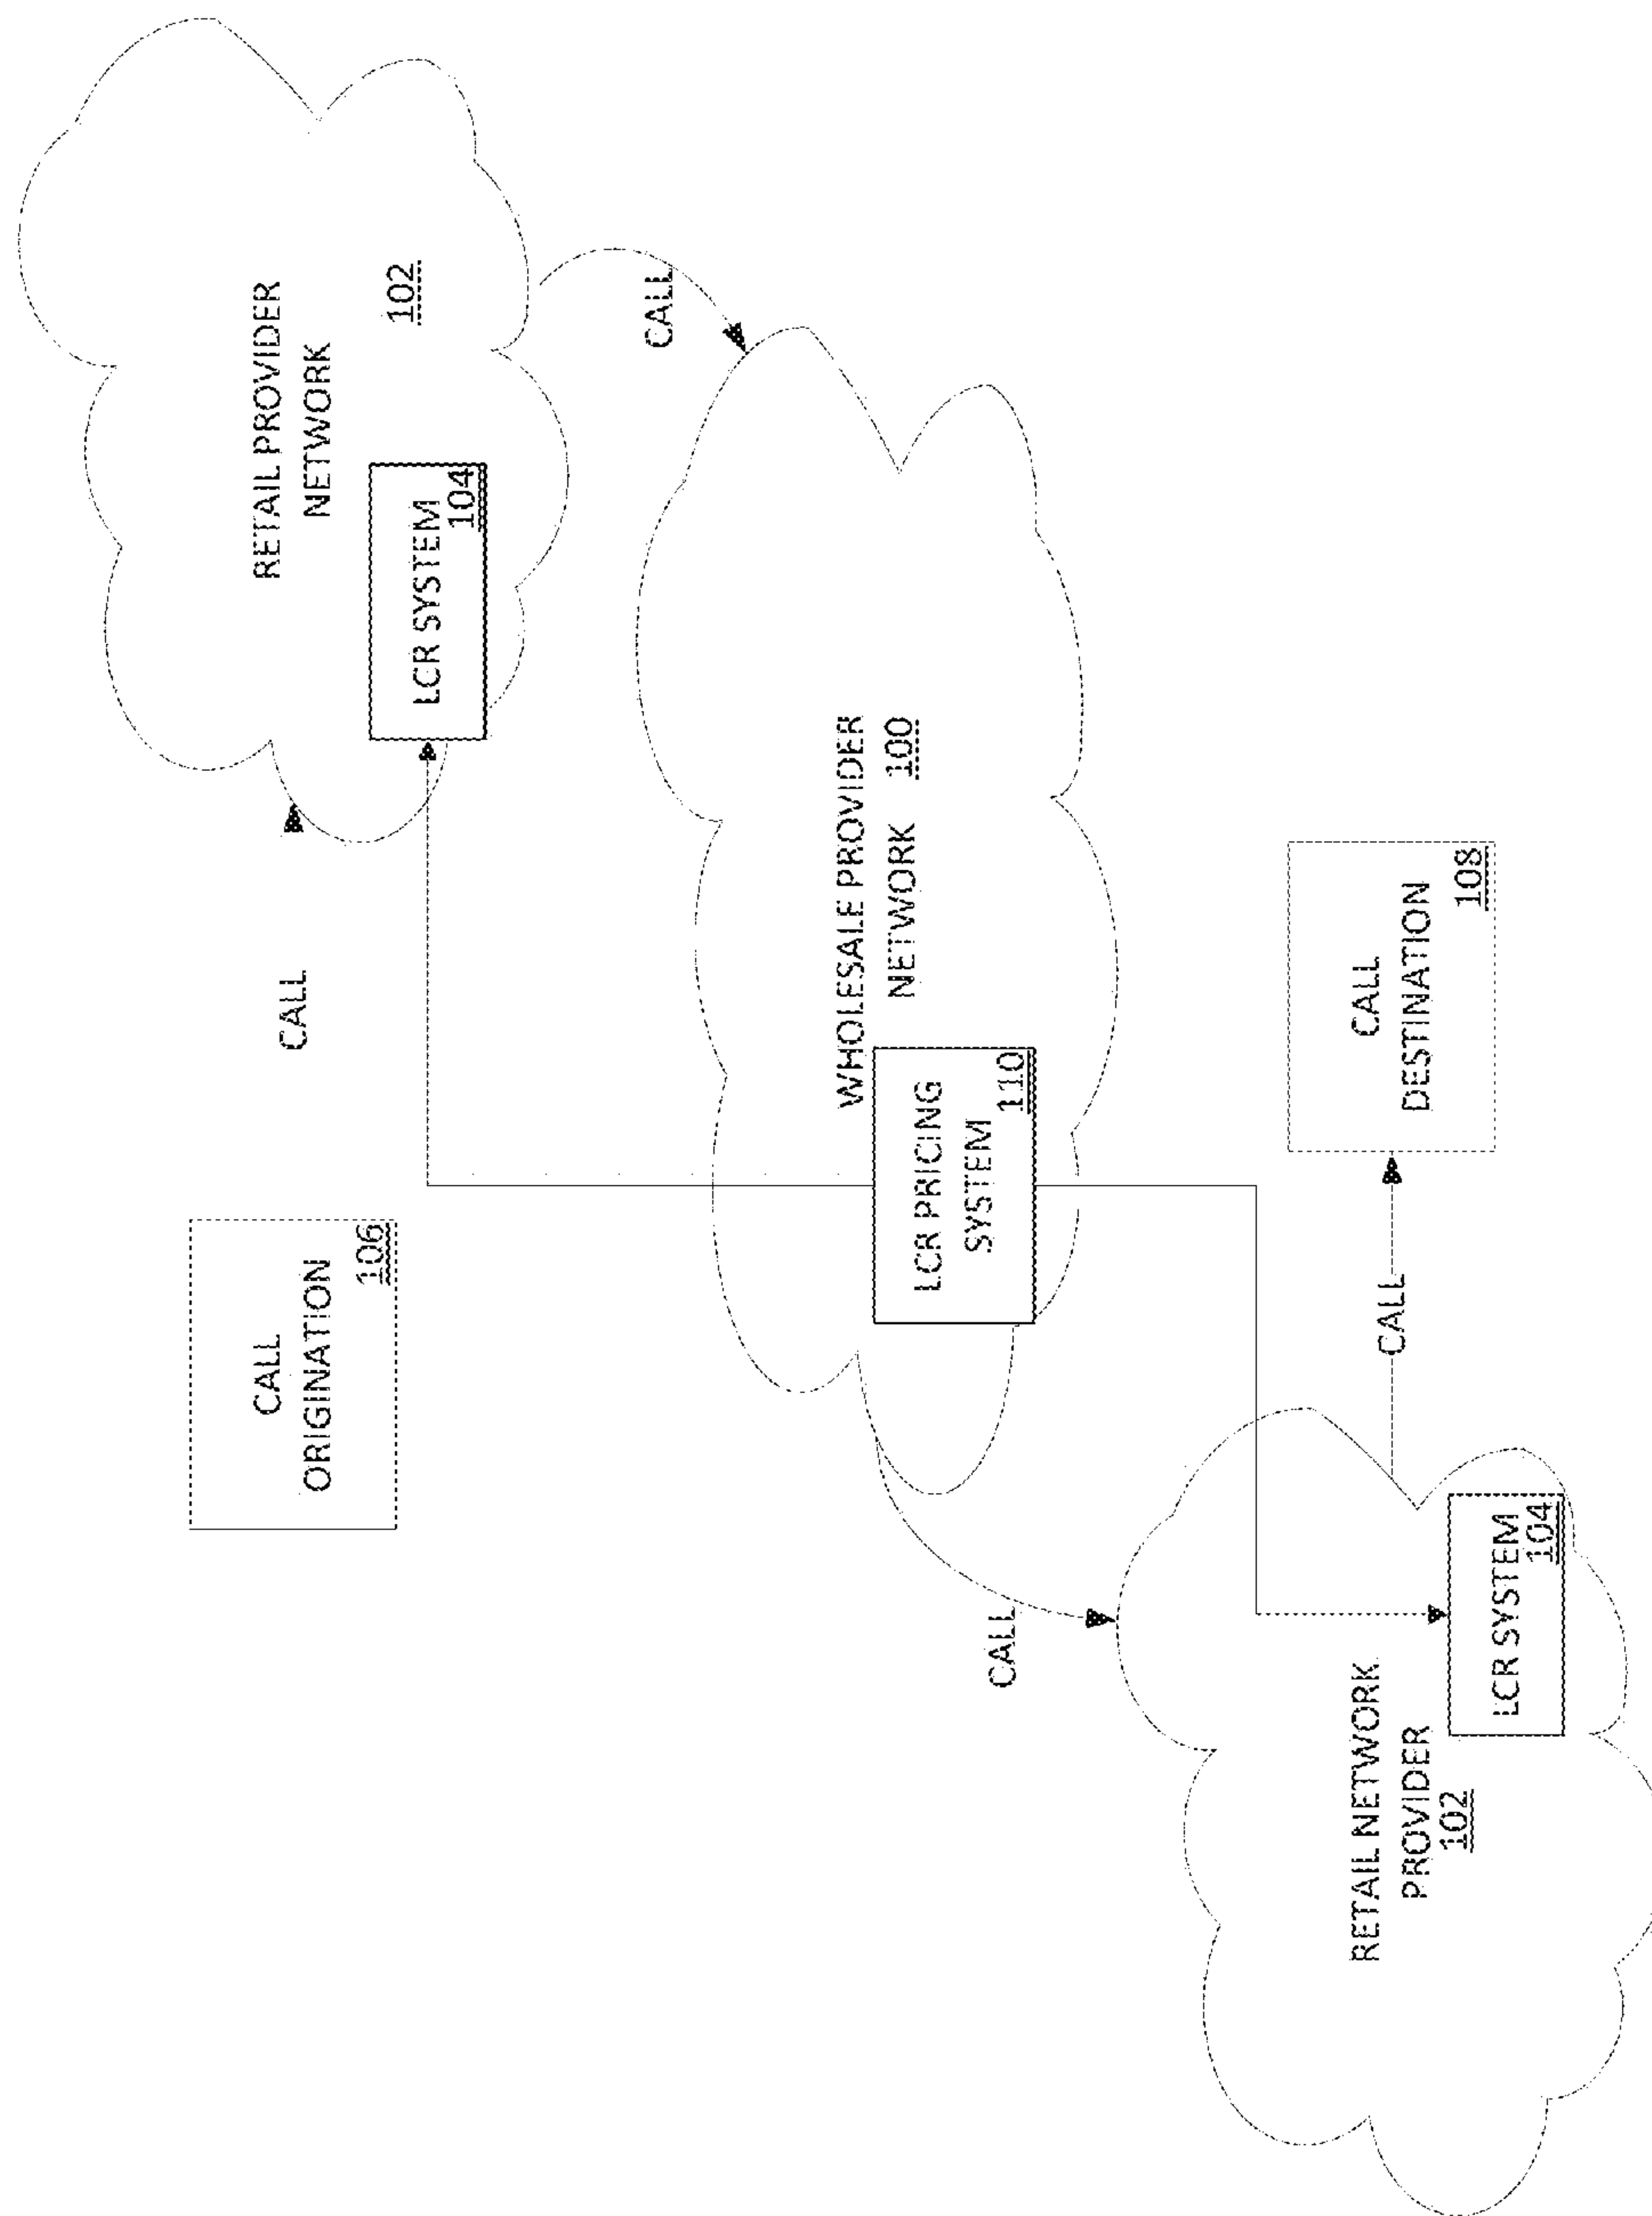 CALL
ORIGINATION
106
CALL
RETAIL PROVIDER
NETWORK
102
LCR SYSTEM
104
CALL
WHOLESALE PROVIDER
NETWORK 100
LCR PRICING
SYSTEM
110
CALL
RETAIL NETWORK
PROVIDER
102
LCR SYSTEM
104
CALL
CALL
DESTINATION
108